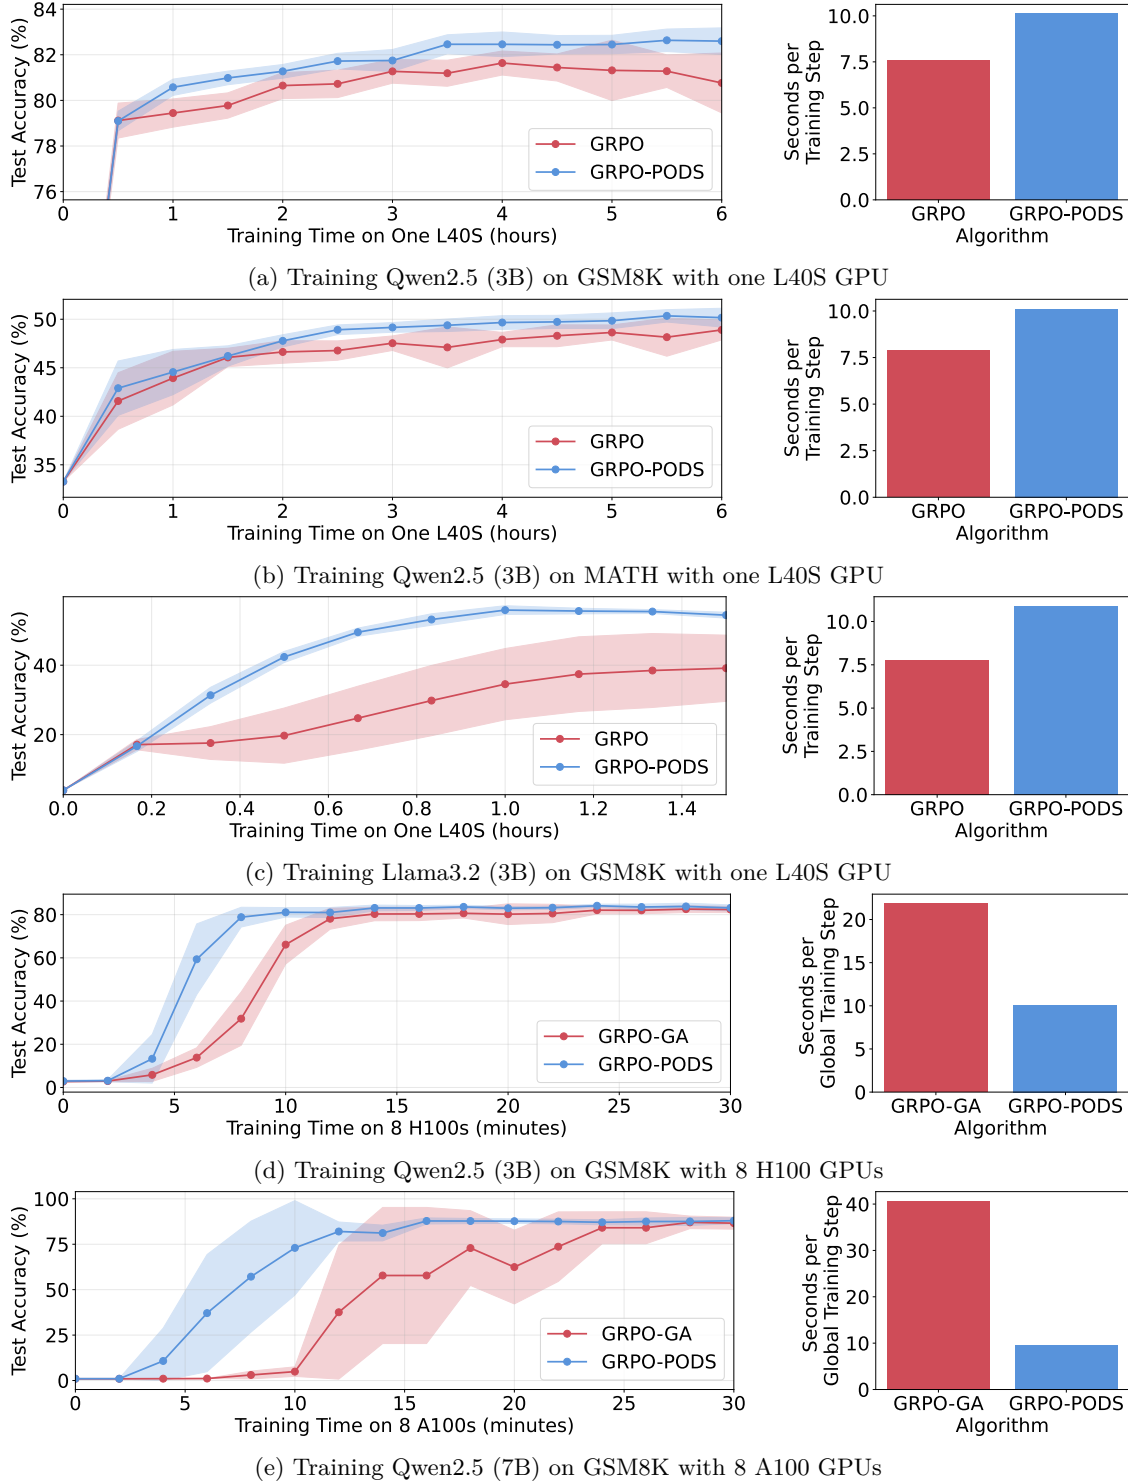 84
82
80
78
76
Test Accuracy (%)
GRPO
GRPO-PODS
0 1 2 3 4 5 6
Training Time on One L40S (hours)
10.0
7.5
5.0
2.5
0.0
Seconds per
Training Step
GRPO GRPO-PODS
Algorithm
(a) Training Qwen2.5 (3B) on GSM8K with one L40S GPU
50
45
40
35
Test Accuracy (%)
GRPO
GRPO-PODS
0 1 2 3 4 5 6
Training Time on One L40S (hours)
10.0
7.5
5.0
2.5
0.0
Seconds per
Training Step
GRPO GRPO-PODS
Algorithm
(b) Training Qwen2.5 (3B) on MATH with one L40S GPU
40
20
Test Accuracy (%)
GRPO
GRPO-PODS
0.0 0.2 0.4 0.6 0.8 1.0 1.2 1.4
Training Time on One L40S (hours)
10.0
7.5
5.0
2.5
0.0
Seconds per
Training Step
GRPO GRPO-PODS
Algorithm
(c) Training Llama3.2 (3B) on GSM8K with one L40S GPU
80
60
40
20
0
Test Accuracy (%)
GRPO-GA
GRPO-PODS
0 5 10 15 20 25 30
Training Time on 8 H100s (minutes)
20
15
10
5
0
Seconds per
Global Training Step
GRPO-GA GRPO-PODS
Algorithm
(d) Training Qwen2.5 (3B) on GSM8K with 8 H100 GPUs
100
75
50
25
0
Test Accuracy (%)
GRPO-GA
GRPO-PODS
0 5 10 15 20 25 30
Training Time on 8 A100s (minutes)
40
30
20
10
0
Seconds per
Global Training Step
GRPO-GA GRPO-PODS
Algorithm
(e) Training Qwen2.5 (7B) on GSM8K with 8 A100 GPUs